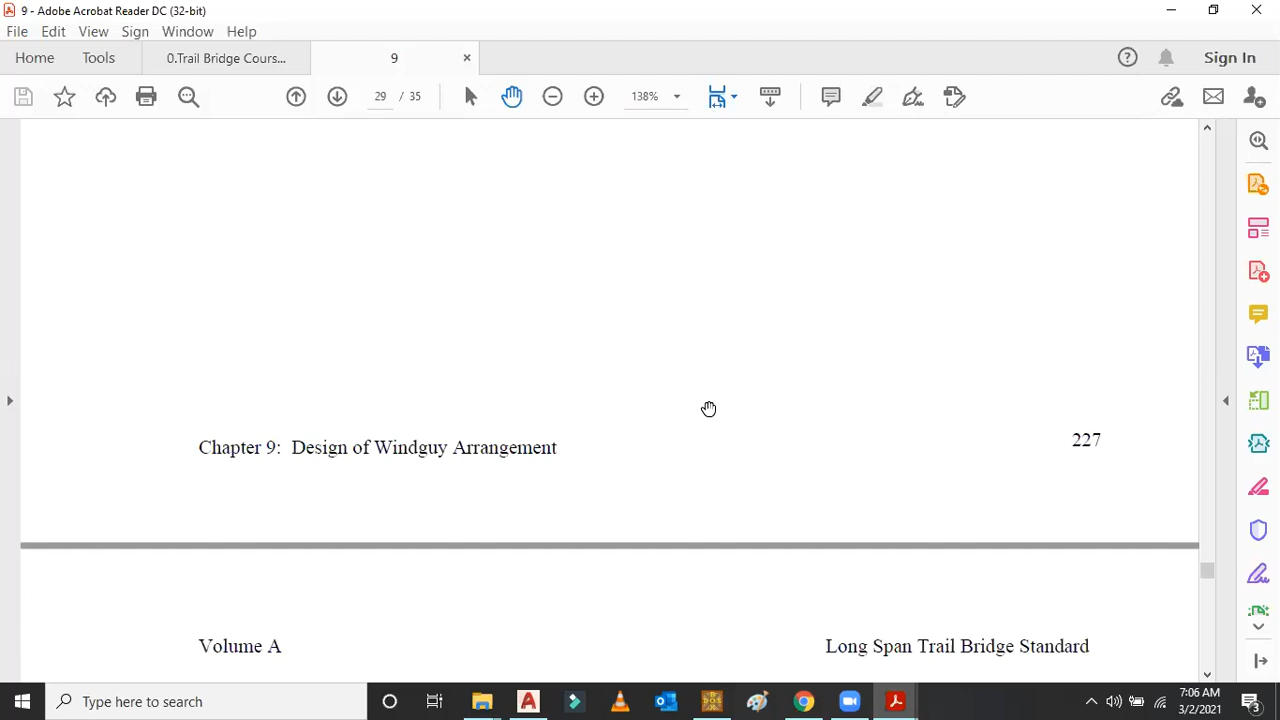 9 - Adobe Acrobat Reader DC (32-bit)
File Edit View Sign Window Help
Home Tools 0.Trail Bridge Cours... 9 Sign In
29 / 35 138%
Chapter 9: Design of Windguy Arrangement 227
Volume A Long Span Trail Bridge Standard
Type here to search
7:06 AM
3/2/2021
3